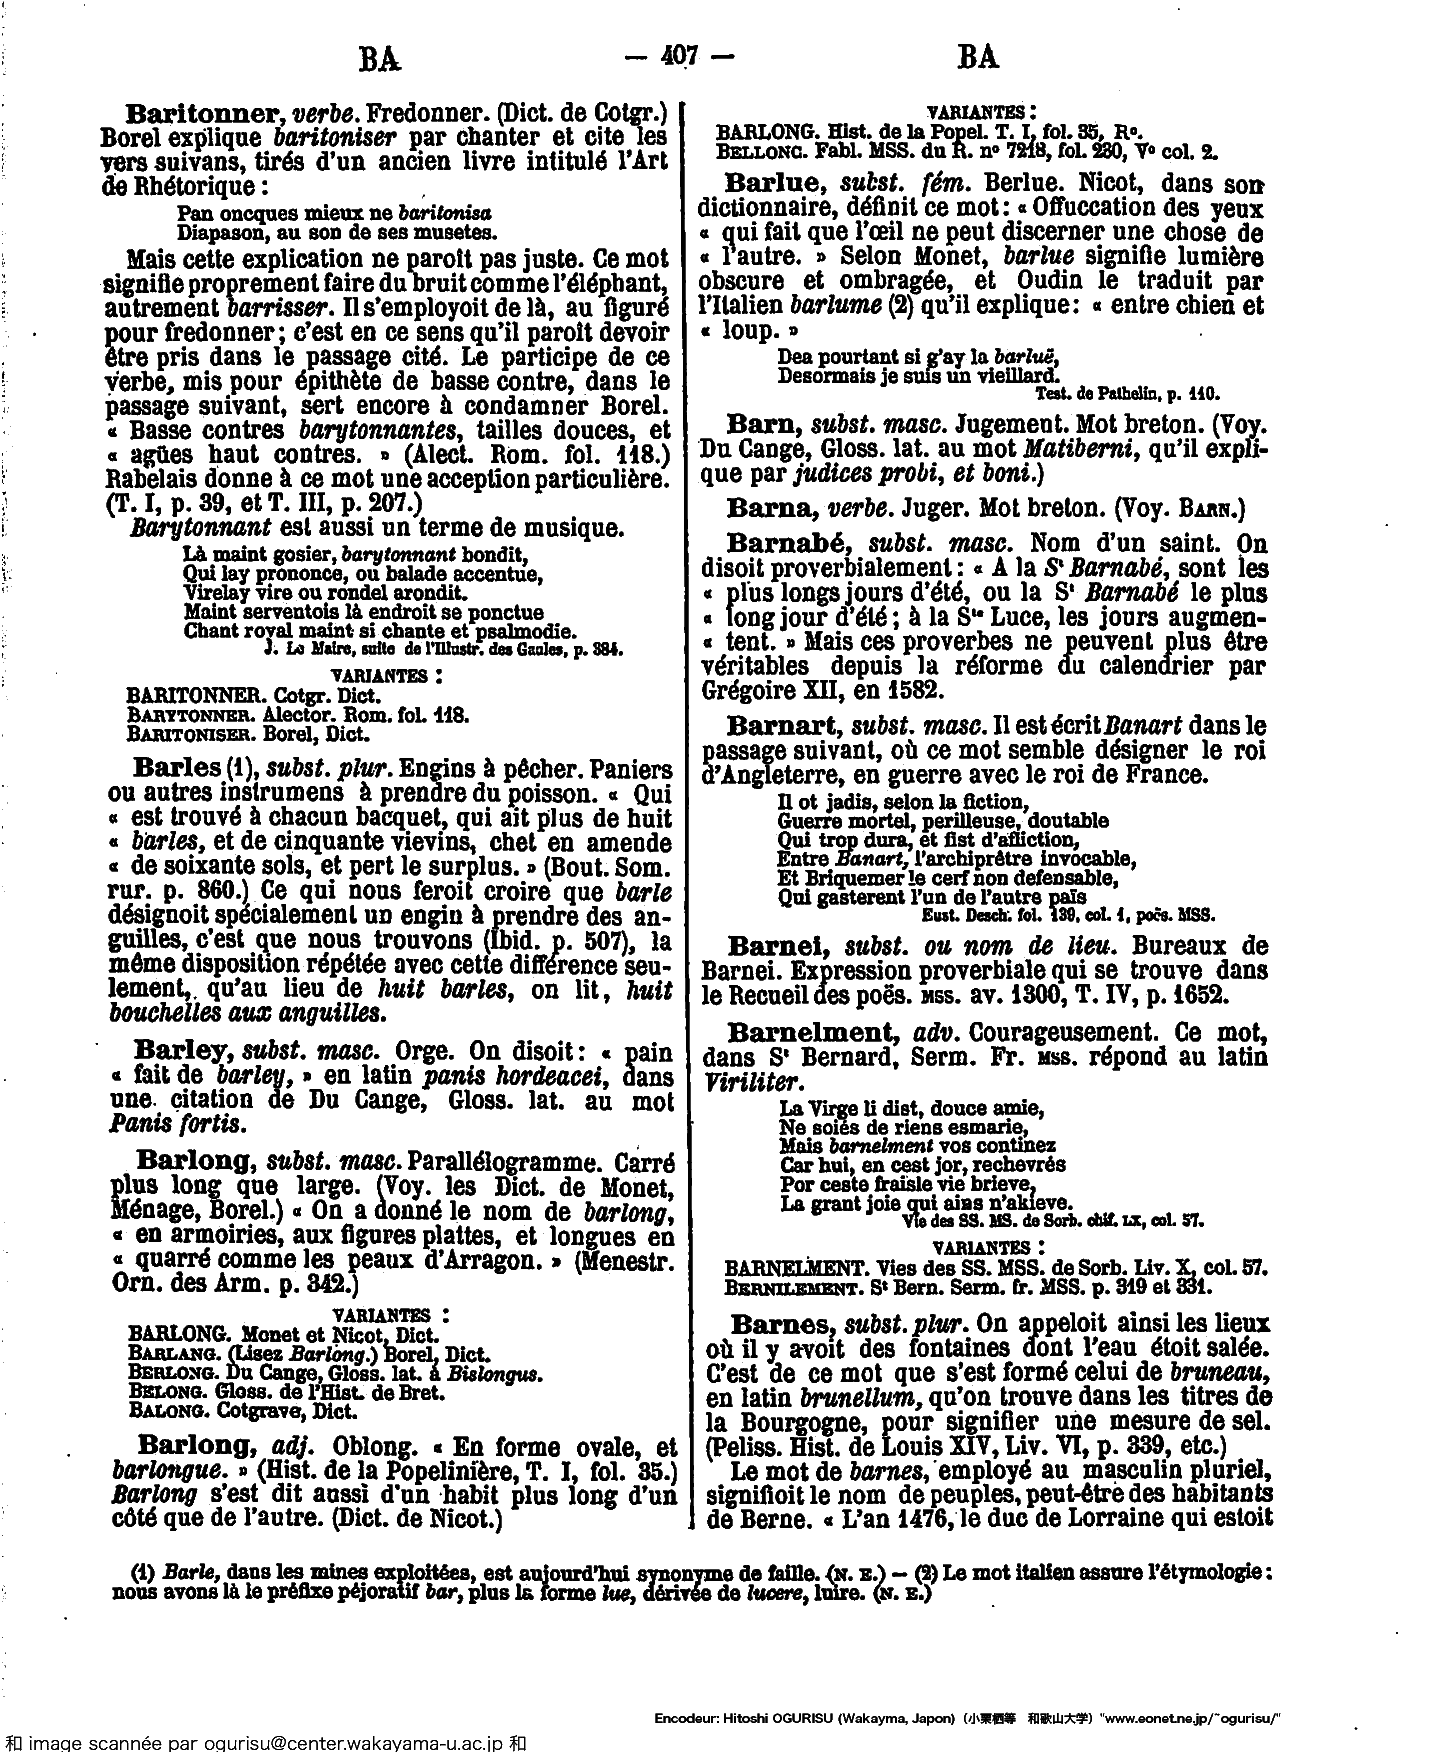 BA — 407 — BA
Baritonner, verbe. Fredonner. (Dict. de Cotgr.)
Borel explique baritoniser par chanter et cite les
vers suivans, tirés d'un ancien livre intitulé l'Art
de Rhétorique :
Pan oncques mieux ne baritonisa
Diapason, au son de ses musetes.
Mais cette explication ne paroit pas juste. Ce mot
signifie proprement faire du bruit comme l'éléphant,
autrement barrisser. Il s'employoit de là, au figuré
pour fredonner ; c'est en ce sens qu'il paroit devoir
être pris dans le passage cité. Le participe de ce
verbe, mis pour épithète de basse contre, dans le
passage suivant, sert encore à condamner Borel.
« Basse contres barytonnantes, tailles douces, et
« agües haut contres. » (Alect. Rom. fol. 118.)
Rabelais donne à ce mot une acception particulière.
(T. I, p. 39, et T. III, p. 207.)
Barytonnant est aussi un terme de musique.
Là maint gosier, barytonnant bondit,
Qui lay prononce, ou balade accentue,
Virelay vire ou rondel arondit.
Maint serventois là endroit se ponctue
Chant royal maint si chante et psalmodie.
J. Le Maire, suite de l'Illustr. des Gaules, p. 384.
VARIANTES :
BARITONNER. Cotgr. Dict.
BARYTONNER. Alector. Rom. fol. 118.
BARITONISER. Borel, Dict.
Barles (1), subst. plur. Engins à pêcher. Paniers
ou autres instrumens à prendre du poisson. « Qui
« est trouvé à chacun bacquet, qui ait plus de huit
« barles, et de cinquante vievins, chet en amende
« de soixante sols, et pert le surplus. » (Bout. Som.
rur. p. 860.) Ce qui nous feroit croire que barle
désignoit spécialement un engin à prendre des an-
guilles, c'est que nous trouvons (Ibid. p. 507), la
même disposition répétée avec cette différence seu-
lement, qu'au lieu de huit barles, on lit, huit
bouchelles aux anguilles.
Barley, subst. masc. Orge. On disoit : « pain
« fait de barley, » en latin panis hordeacei, dans
une citation de Du Cange, Gloss. lat. au mot
Panis fortis.
Barlong, subst. masc. Parallélogramme. Carré
plus long que large. (Voy. les Dict. de Monet,
Ménage, Borel.) « On a donné le nom de barlong,
« en armoiries, aux figures plattes, et longues en
« quarré comme les peaux d'Arragon. » (Menestr.
Orn. des Arm. p. 342.)
VARIANTES :
BARLONG. Monet et Nicot, Dict.
BARLANG. (Lisez Barlong.) Borel, Dict.
BERLONG. Du Cange, Gloss. lat. à Bislongus.
BELONG. Gloss. de l'Hist. de Bret.
BALONG. Cotgrave, Dict.
Barlong, adj. Oblong. « En forme ovale, et
barlongue. » (Hist. de la Popelinière, T. I, fol. 35.)
Barlong s'est dit aussi d'un habit plus long d'un
côté que de l'autre. (Dict. de Nicot.)
VARIANTES :
BARLONG. Hist. de la Popel. T. I, fol. 35, Rº.
BELLONC. Fabl. MSS. du R. nº 7218, fol. 230, Vº col. 2.
Barlue, subst. fém. Berlue. Nicot, dans son
dictionnaire, définit ce mot : « Offuccation des yeux
« qui fait que l'œil ne peut discerner une chose de
« l'autre. » Selon Monet, barlue signifie lumière
obscure et ombragée, et Oudin le traduit par
l'Italien barlume (2) qu'il explique : « entre chien et
« loup. »
Dea pourtant si g'ay la barluë,
Desormais je suis un vieillard.
Test. de Pathelin, p. 110.
Barn, subst. masc. Jugement. Mot breton. (Voy.
Du Cange, Gloss. lat. au mot Matiberni, qu'il expli-
que par judices probi, et boni.)
Barna, verbe. Juger. Mot breton. (Voy. BARN.)
Barnabé, subst. masc. Nom d'un saint. On
disoit proverbialement : « A la Sᵗ Barnabé, sont les
« plus longs jours d'été, ou la Sᵗ Barnabé le plus
« long jour d'été ; à la Sᵗᵉ Luce, les jours augmen-
« tent. » Mais ces proverbes ne peuvent plus être
véritables depuis la réforme du calendrier par
Grégoire XII, en 1582.
Barnart, subst. masc. Il est écrit Banart dans le
passage suivant, où ce mot semble désigner le roi
d'Angleterre, en guerre avec le roi de France.
Il ot jadis, selon la fiction,
Guerre mortel, perilleuse, doutable
Qui trop dura, et fist d'affliction,
Entre Banart, l'archiprêtre invocable,
Et Briquemer le cerf non defensable,
Qui gasterent l'un de l'autre païs
Eust. Desch. fol. 139, col. 1, poës. MSS.
Barnei, subst. ou nom de lieu. Bureaux de
Barnei. Expression proverbiale qui se trouve dans
le Recueil des poës. MSS. av. 1300, T. IV, p. 1652.
Barnelment, adv. Courageusement. Ce mot,
dans Sᵗ Bernard, Serm. Fr. MSS. répond au latin
Viriliter.
La Virge li dist, douce amie,
Ne soiés de riens esmarie,
Mais barnelment vos continez
Car hui, en cest jor, rechevrés
Por ceste fraisle vie brieve,
La grant joie qui ains n'akieve.
Vie des SS. MS. de Sorb. chif. LX, col. 57.
VARIANTES :
BARNELMENT. Vies des SS. MSS. de Sorb. Liv. X, col. 57.
BERNILEMENT. Sᵗ Bern. Serm. fr. MSS. p. 319 et 331.
Barnes, subst. plur. On appeloit ainsi les lieux
où il y avoit des fontaines dont l'eau étoit salée.
C'est de ce mot que s'est formé celui de bruneau,
en latin brunellum, qu'on trouve dans les titres de
la Bourgogne, pour signifier une mesure de sel.
(Peliss. Hist. de Louis XIV, Liv. VI, p. 339, etc.)
Le mot de barnes, employé au masculin pluriel,
signifioit le nom de peuples, peut-être des habitants
de Berne. « L'an 1476, le duc de Lorraine qui estoit
(1) Barle, dans les mines exploitées, est aujourd'hui synonyme de faille. (N. E.) — (2) Le mot italien assure l'étymologie :
nous avons là le préfixe péjoratif bar, plus la forme lue, dérivée de lucere, luire. (N. E.)
Encodeur: Hitoshi OGURISU (Wakayma, Japon) (小栗栖等 和歌山大学) "www.eonet.ne.jp/~ogurisu/"
和 image scannée par ogurisu@center.wakayama-u.ac.jp 和